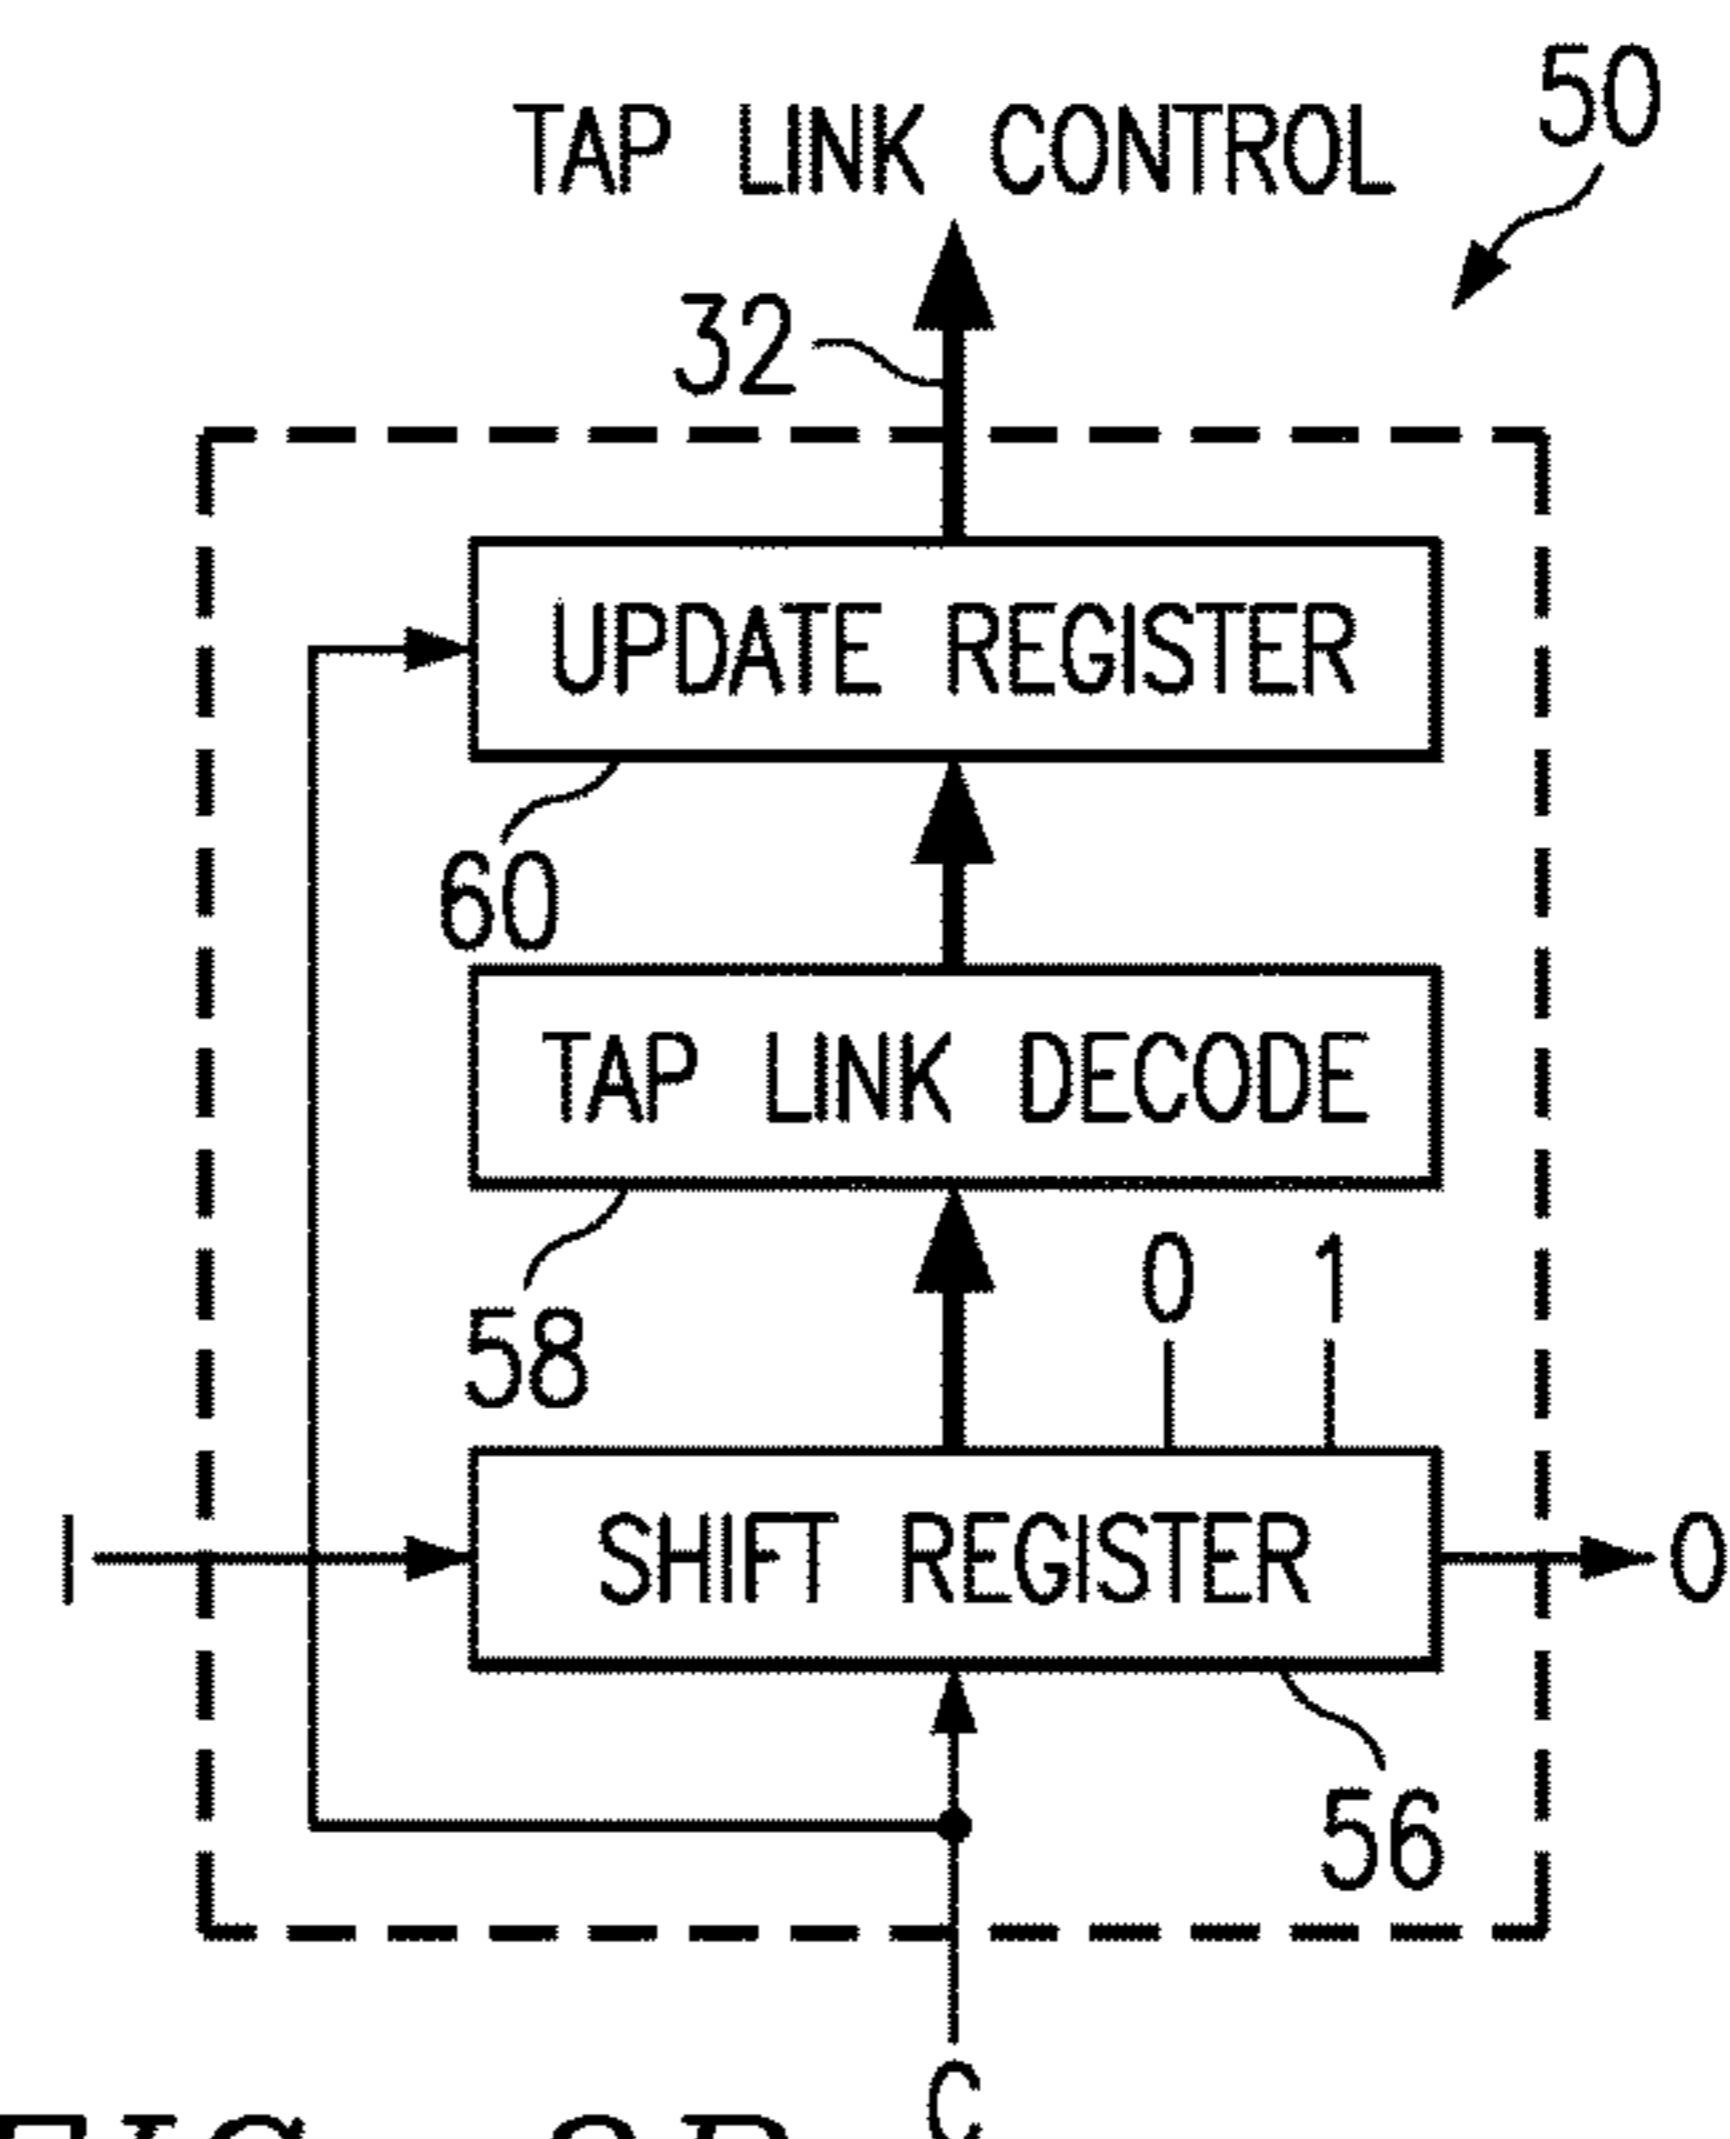 50
TAP LINK CONTROL
32
UPDATE REGISTER
60
TAP LINK DECODE
58
0 1
I
SHIFT REGISTER
O
56
C